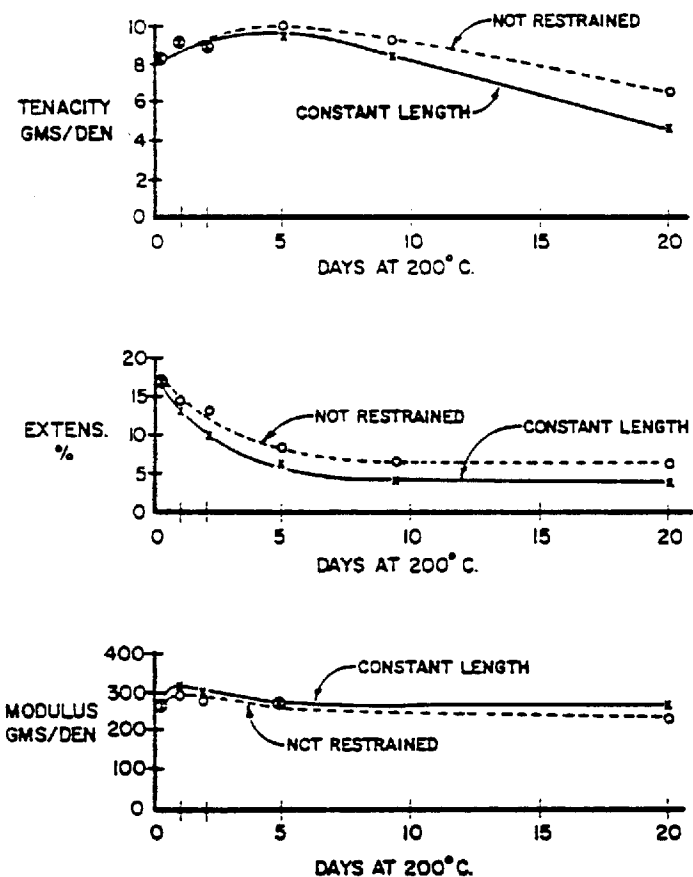 10
8
6
4
2
0
TENACITY
GMS/DEN
NOT RESTRAINED
CONSTANT LENGTH
0 5 10 15 20
DAYS AT 200° C.
20
15
10
5
0
EXTENS.
%
NOT RESTRAINED
CONSTANT LENGTH
0 5 10 15 20
DAYS AT 200° C.
400
300
200
100
0
MODULUS
GMS/DEN
CONSTANT LENGTH
NOT RESTRAINED
0 5 10 15 20
DAYS AT 200°C.